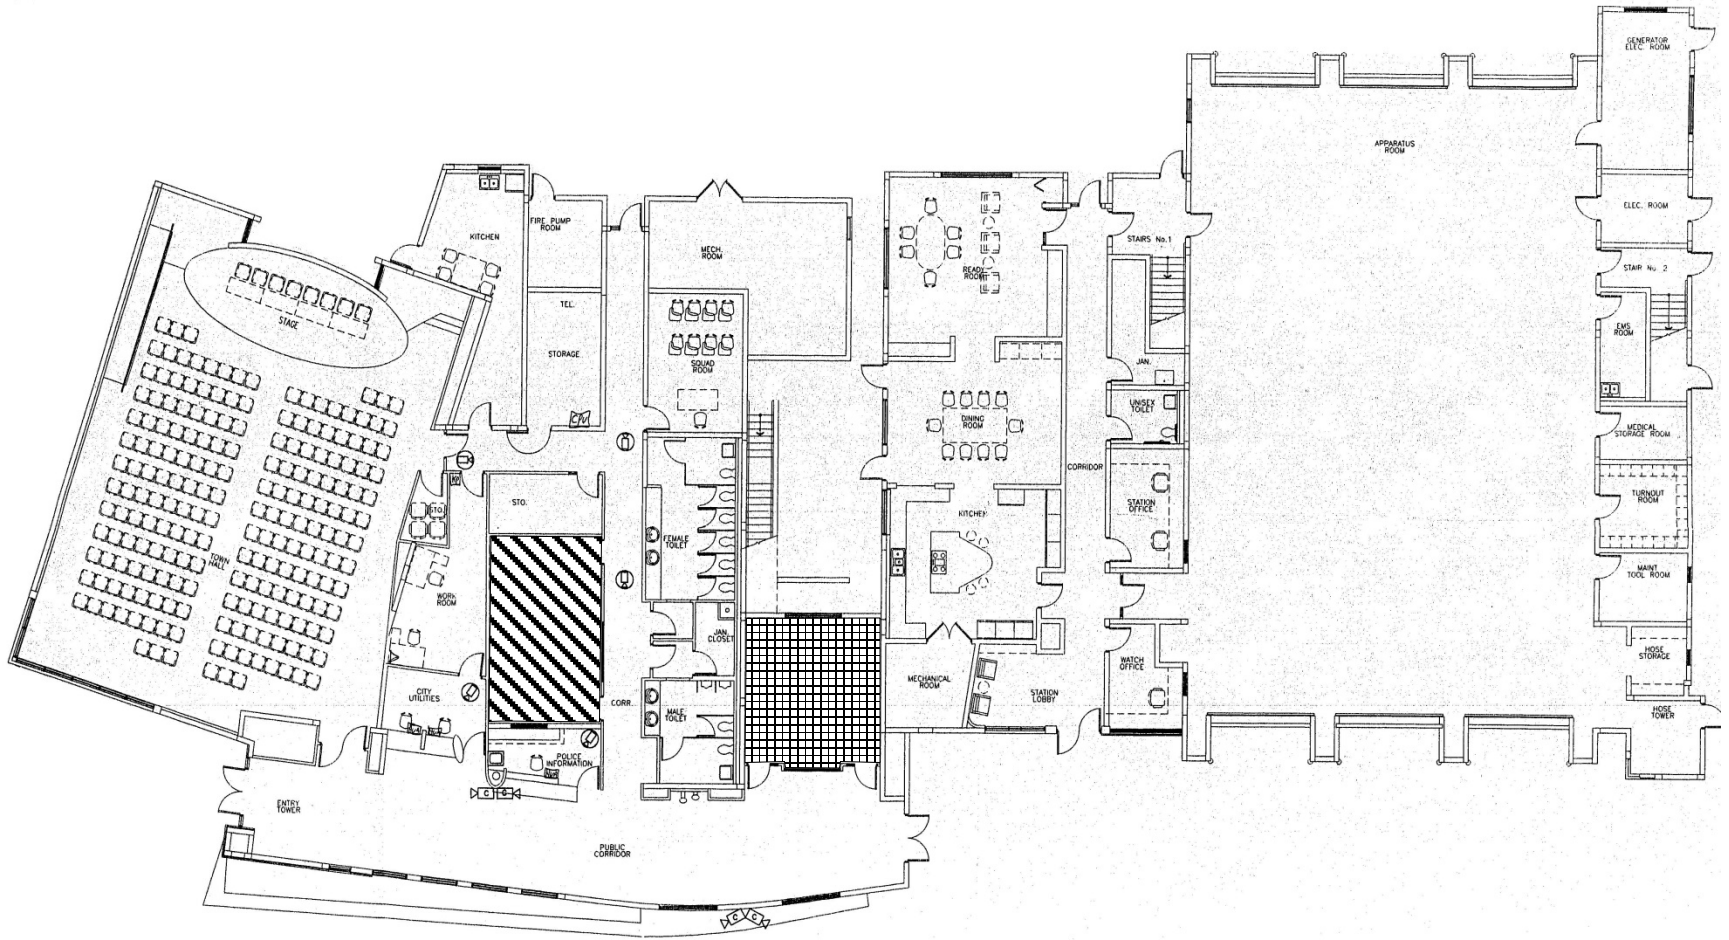 GENERATOR
ELEC. ROOM
APPARATUS
ROOM
ELEC. ROOM
STAIR No 2
EMS
ROOM
MEDICAL
STORAGE ROOM
TURNOUT
ROOM
MAINT
TOOL ROOM
HOSE
STORAGE
HOSE
TOWER
STAIRS No.1
JAN.
UNISEX
TOILET
CORRIDOR
STATION
OFFICE
WATCH
OFFICE
READY
ROOM
DINING
ROOM
KITCHEN
MECHANICAL
ROOM
STATION
LOBBY
MECH.
ROOM
SQUAD
ROOM
FEMALE
TOILET
JAN.
CLOSET
MALE
TOILET
CORR.
FIRE PUMP
ROOM
TEL.
STORAGE
CPU
KITCHEN
STAGE
TOWN
HALL
KP
STO.
STO.
WORK
ROOM
CITY
UTILITIES
POLICE
INFORMATION
C C
ENTRY
TOWER
PUBLIC
CORRIDOR
C C